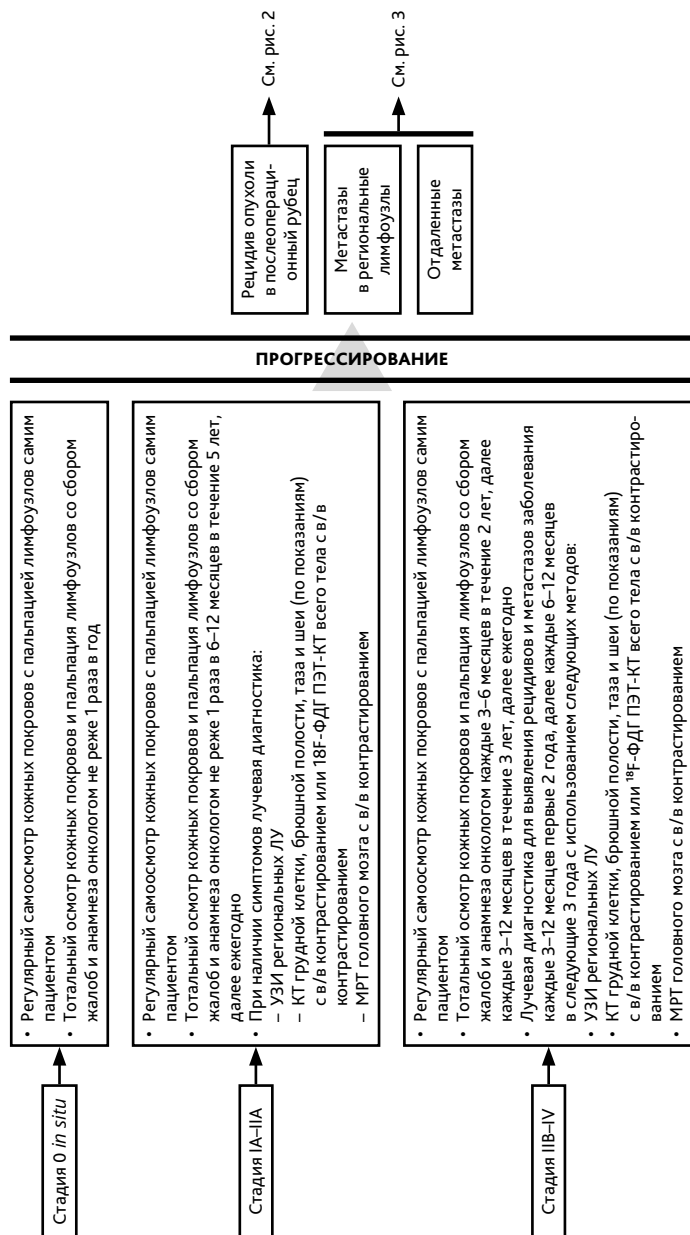 Стадия 0 in situ
• Регулярный самоосмотр кожных покровов с пальпацией лимфоузлов самим
пациентом
• Тотальный осмотр кожных покровов и пальпация лимфоузлов со сбором
жалоб и анамнеза онкологом не реже 1 раза в год
Стадия IA–IIA
• Регулярный самоосмотр кожных покровов с пальпацией лимфоузлов самим
пациентом
• Тотальный осмотр кожных покровов и пальпация лимфоузлов со сбором
жалоб и анамнеза онкологом не реже 1 раза в 6–12 месяцев в течение 5 лет,
далее ежегодно
• При наличии симптомов лучевая диагностика:
– УЗИ региональных ЛУ
– КТ грудной клетки, брюшной полости, таза и шеи (по показаниям)
с в/в контрастированием или 18F-ФДГ ПЭТ-КТ всего тела с в/в
контрастированием
– МРТ головного мозга с в/в контрастированием
Стадия IIB–IV
• Регулярный самоосмотр кожных покровов с пальпацией лимфоузлов самим
пациентом
• Тотальный осмотр кожных покровов и пальпация лимфоузлов со сбором
жалоб и анамнеза онкологом каждые 3–6 месяцев в течение 2 лет, далее
каждые 3–12 месяцев в течение 3 лет, далее ежегодно
• Лучевая диагностика для выявления рецидивов и метастазов заболевания
каждые 3–12 месяцев первые 2 года, далее каждые 6–12 месяцев
в следующие 3 года с использованием следующих методов:
• УЗИ региональных ЛУ
• КТ грудной клетки, брюшной полости, таза и шеи (по показаниям)
с в/в контрастированием или ¹⁸F-ФДГ ПЭТ-КТ всего тела с в/в контрастиро-
ванием
• МРТ головного мозга с в/в контрастированием
ПРОГРЕССИРОВАНИЕ
Рецидив опухоли
в послеопераци-
онный рубец
См. рис. 2
Метастазы
в региональные
лимфоузлы
Отдаленные
метастазы
См. рис. 3